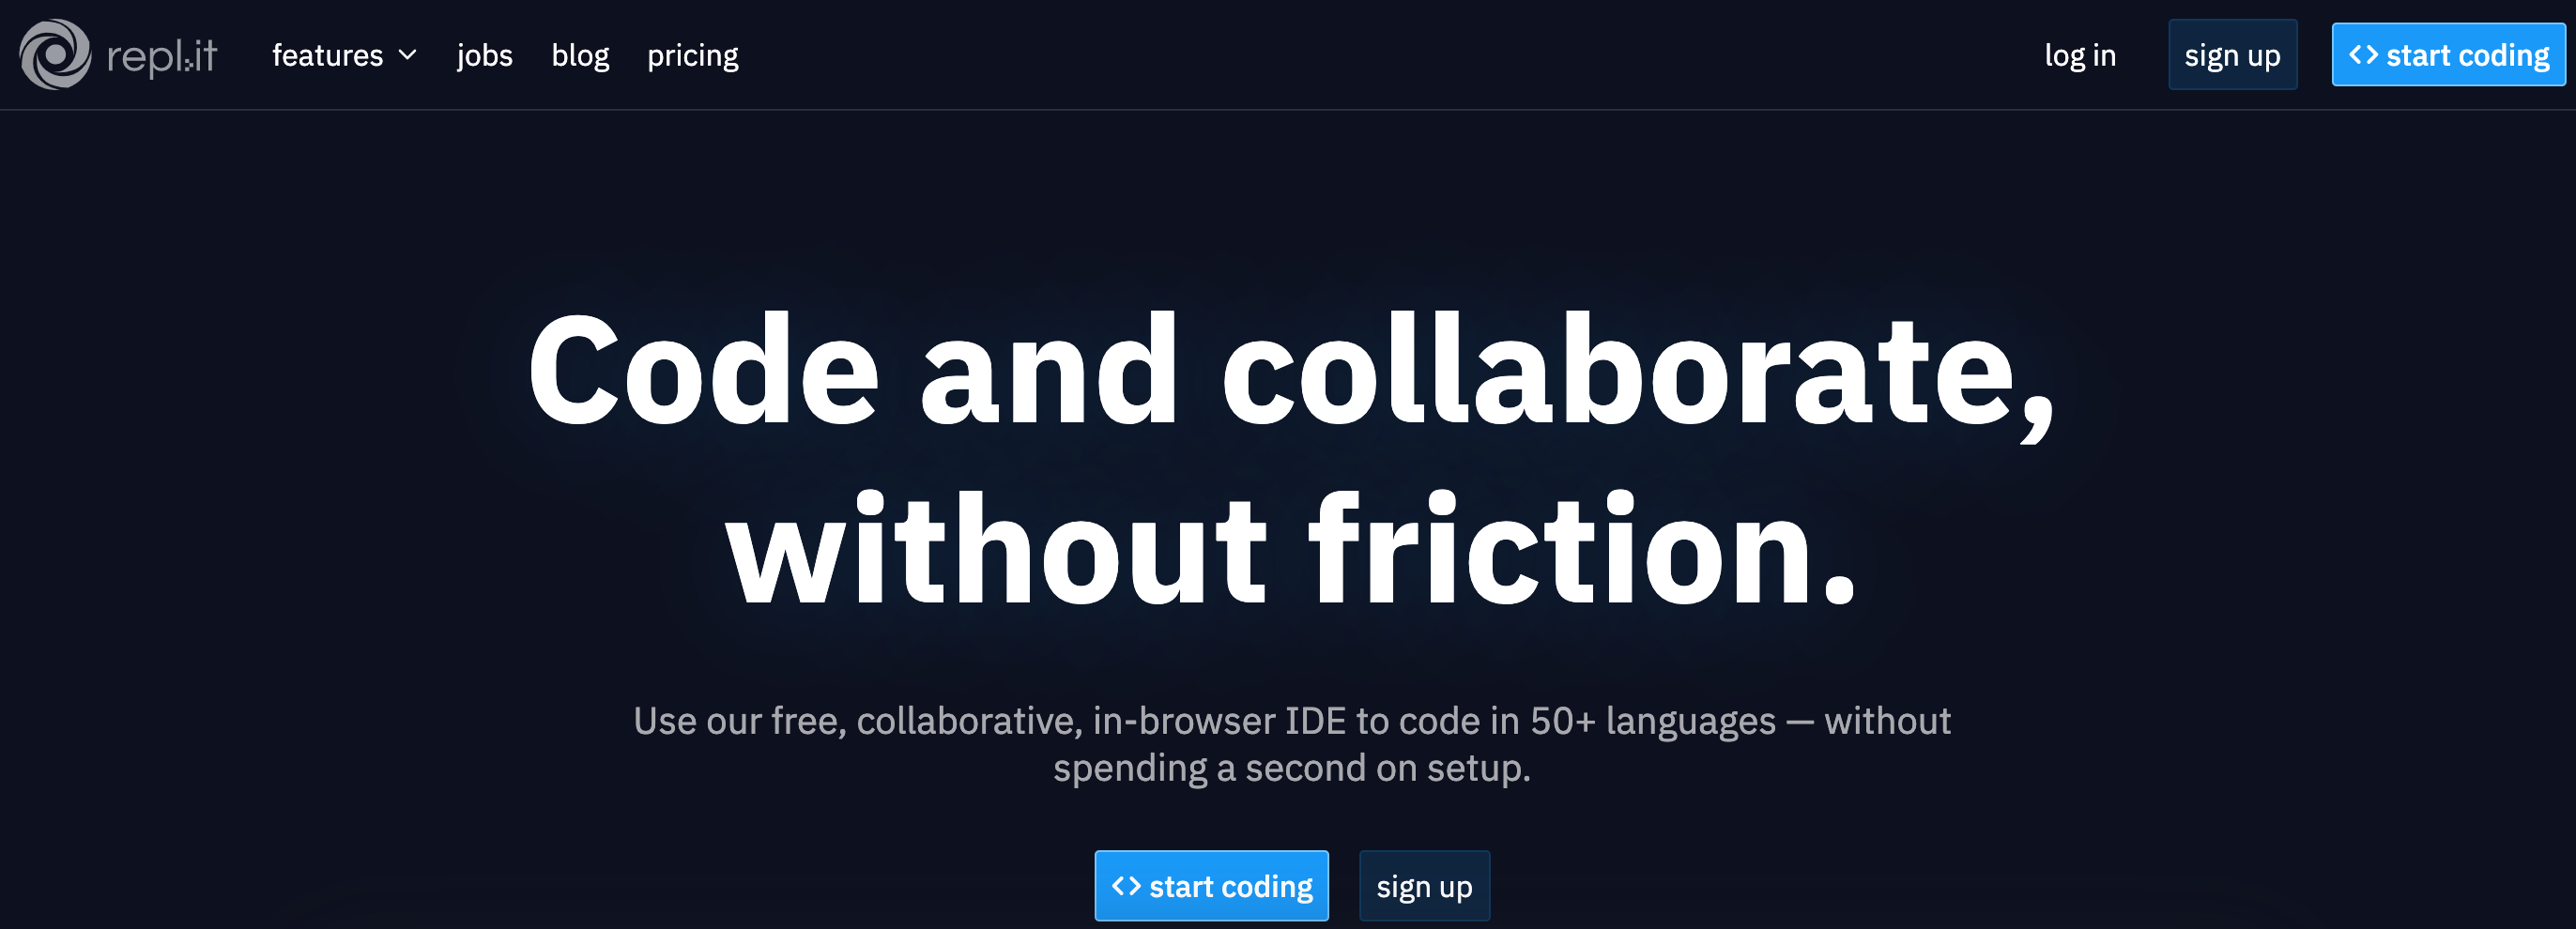 repl.it features jobs blog pricing log in sign up <> start coding
Code and collaborate,
without friction.
Use our free, collaborative, in-browser IDE to code in 50+ languages — without
spending a second on setup.
<> start coding sign up